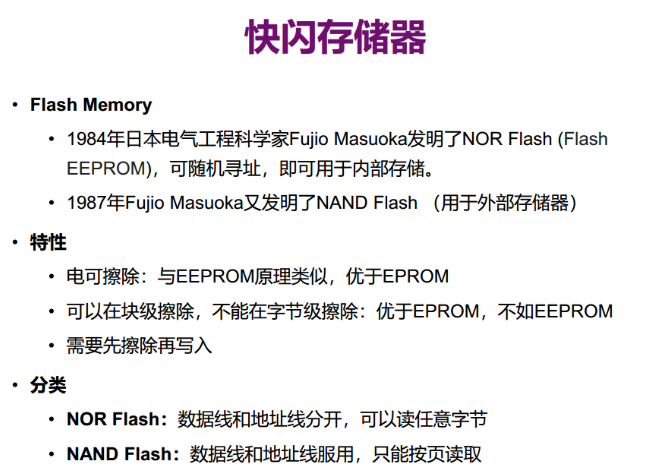 快闪存储器
• Flash Memory
• 1984年日本电气工程科学家Fujio Masuoka发明了NOR Flash (Flash
EEPROM)，可随机寻址，即可用于内部存储。
• 1987年Fujio Masuoka又发明了NAND Flash （用于外部存储器）
• 特性
• 电可擦除：与EEPROM原理类似，优于EPROM
• 可以在块级擦除，不能在字节级擦除：优于EPROM，不如EEPROM
• 需要先擦除再写入
• 分类
• NOR Flash：数据线和地址线分开，可以读任意字节
• NAND Flash：数据线和地址线服用，只能按页读取